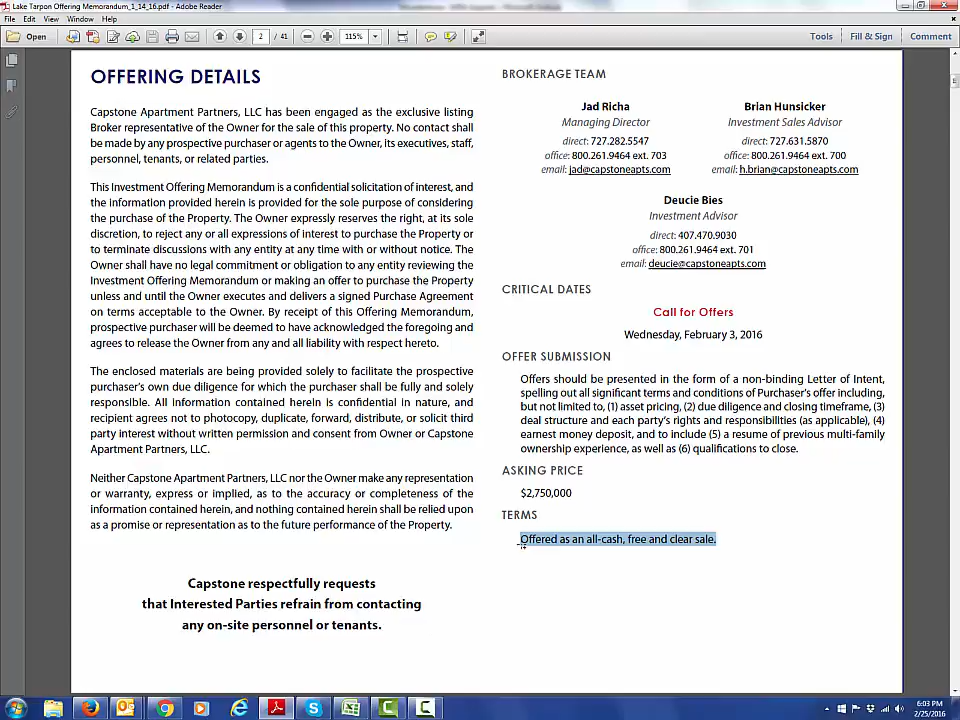 Lake Tarpon Offering Memorandum_1_14_16.pdf - Adobe Reader
File Edit View Window Help
Open 2 / 41 115% Tools Fill & Sign Comment
OFFERING DETAILS
Capstone Apartment Partners, LLC has been engaged as the exclusive listing
Broker representative of the Owner for the sale of this property. No contact shall
be made by any prospective purchaser or agents to the Owner, its executives, staff,
personnel, tenants, or related parties.
This Investment Offering Memorandum is a confidential solicitation of interest, and
the information provided herein is provided for the sole purpose of considering
the purchase of the Property. The Owner expressly reserves the right, at its sole
discretion, to reject any or all expressions of interest to purchase the Property or
to terminate discussions with any entity at any time with or without notice. The
Owner shall have no legal commitment or obligation to any entity reviewing the
Investment Offering Memorandum or making an offer to purchase the Property
unless and until the Owner executes and delivers a signed Purchase Agreement
on terms acceptable to the Owner. By receipt of this Offering Memorandum,
prospective purchaser will be deemed to have acknowledged the foregoing and
agrees to release the Owner from any and all liability with respect hereto.
The enclosed materials are being provided solely to facilitate the prospective
purchaser's own due diligence for which the purchaser shall be fully and solely
responsible. All information contained herein is confidential in nature, and
recipient agrees not to photocopy, duplicate, forward, distribute, or solicit third
party interest without written permission and consent from Owner or Capstone
Apartment Partners, LLC.
Neither Capstone Apartment Partners, LLC nor the Owner make any representation
or warranty, express or implied, as to the accuracy or completeness of the
information contained herein, and nothing contained herein shall be relied upon
as a promise or representation as to the future performance of the Property.
Capstone respectfully requests
that Interested Parties refrain from contacting
any on-site personnel or tenants.
BROKERAGE TEAM
Jad Richa
Managing Director
direct: 727.282.5547
office: 800.261.9464 ext. 703
email: jad@capstoneapts.com
Brian Hunsicker
Investment Sales Advisor
direct: 727.631.5870
office: 800.261.9464 ext. 700
email: h.brian@capstoneapts.com
Deucie Bies
Investment Advisor
direct: 407.470.9030
office: 800.261.9464 ext. 701
email: deucie@capstoneapts.com
CRITICAL DATES
Call for Offers
Wednesday, February 3, 2016
OFFER SUBMISSION
Offers should be presented in the form of a non-binding Letter of Intent,
spelling out all significant terms and conditions of Purchaser's offer including,
but not limited to, (1) asset pricing, (2) due diligence and closing timeframe, (3)
deal structure and each party's rights and responsibilities (as applicable), (4)
earnest money deposit, and to include (5) a resume of previous multi-family
ownership experience, as well as (6) qualifications to close.
ASKING PRICE
$2,750,000
TERMS
Offered as an all-cash, free and clear sale.
6:03 PM
2/25/2016